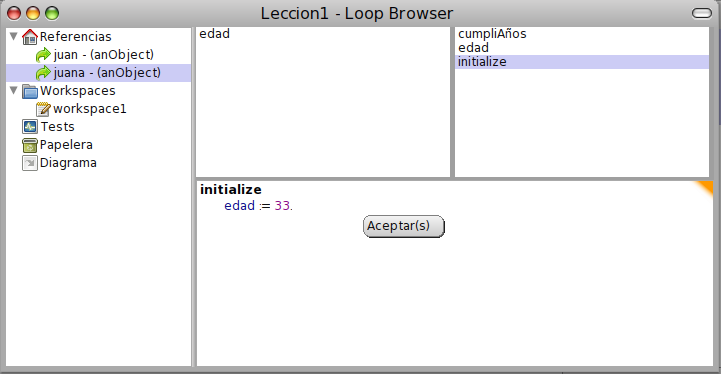 Leccion1 - Loop Browser
Referencias
juan - (anObject)
juana - (anObject)
Workspaces
workspace1
Tests
Papelera
Diagrama
edad
cumpliAños
edad
initialize
initialize
edad := 33.
Aceptar(s)